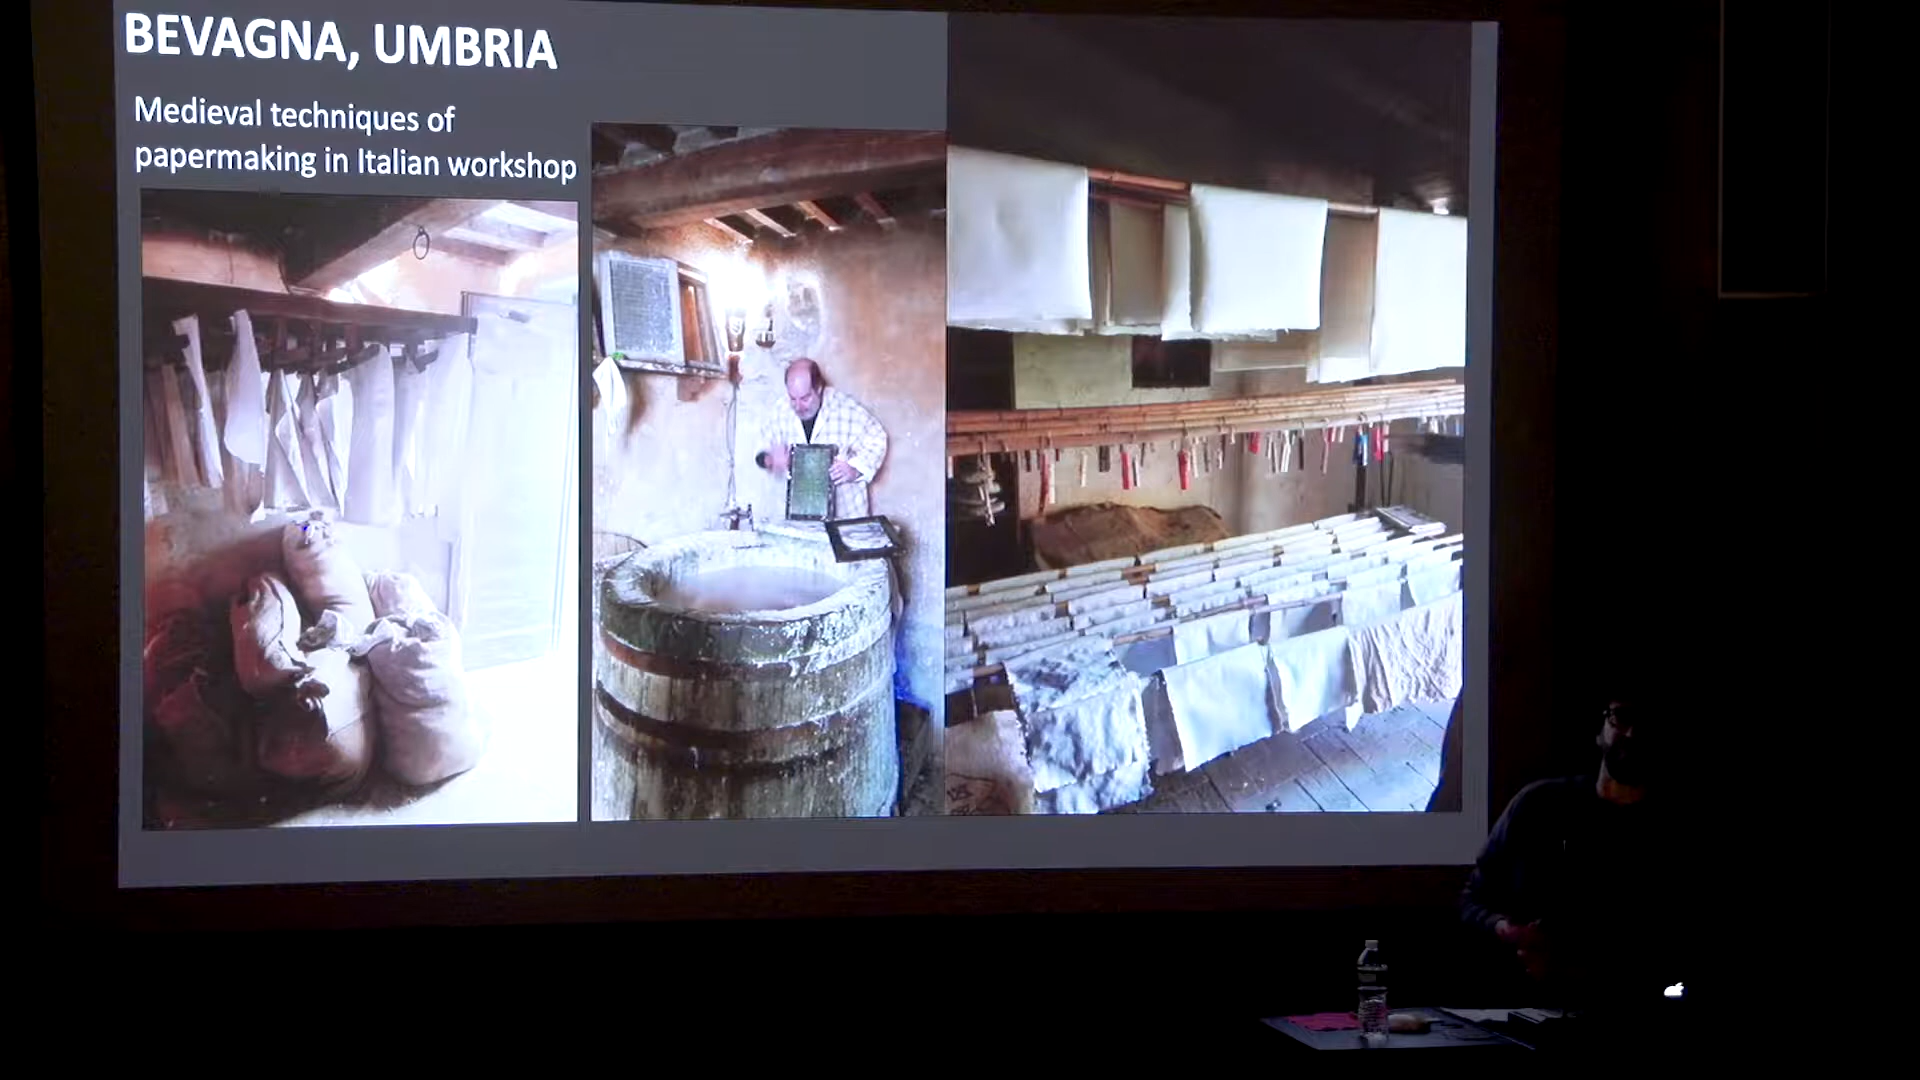 BEVAGNA, UMBRIA
Medieval techniques of
papermaking in Italian workshop